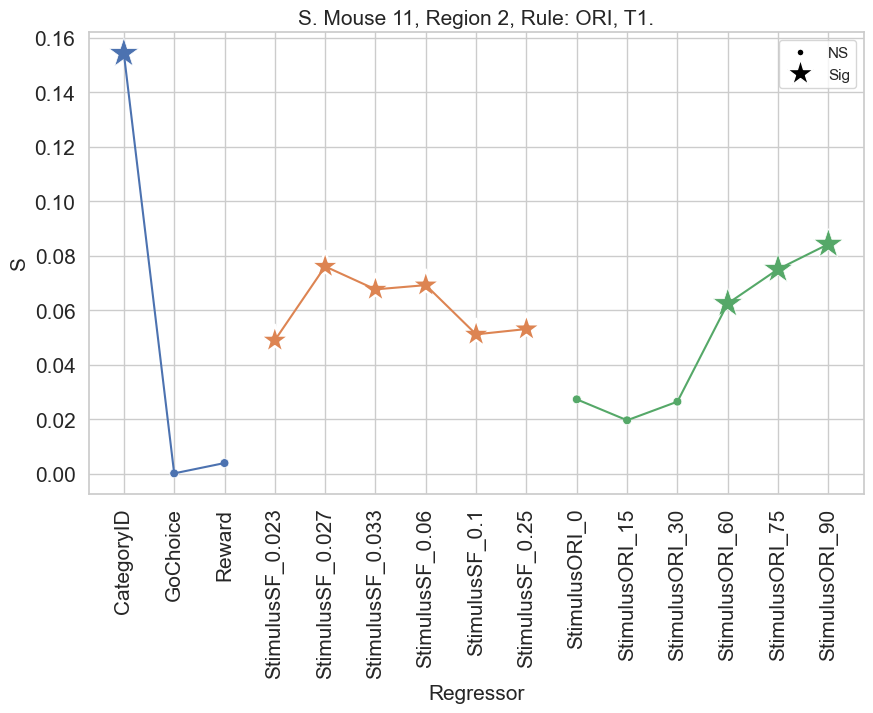 S. Mouse 11, Region 2, Rule: ORI, T1.
NS
Sig
S
0.16
0.14
0.12
0.10
0.08
0.06
0.04
0.02
0.00
CategoryID
GoChoice
Reward
StimulusSF_0.023
StimulusSF_0.027
StimulusSF_0.033
StimulusSF_0.06
StimulusSF_0.1
StimulusSF_0.25
StimulusORI_0
StimulusORI_15
StimulusORI_30
StimulusORI_60
StimulusORI_75
StimulusORI_90
Regressor